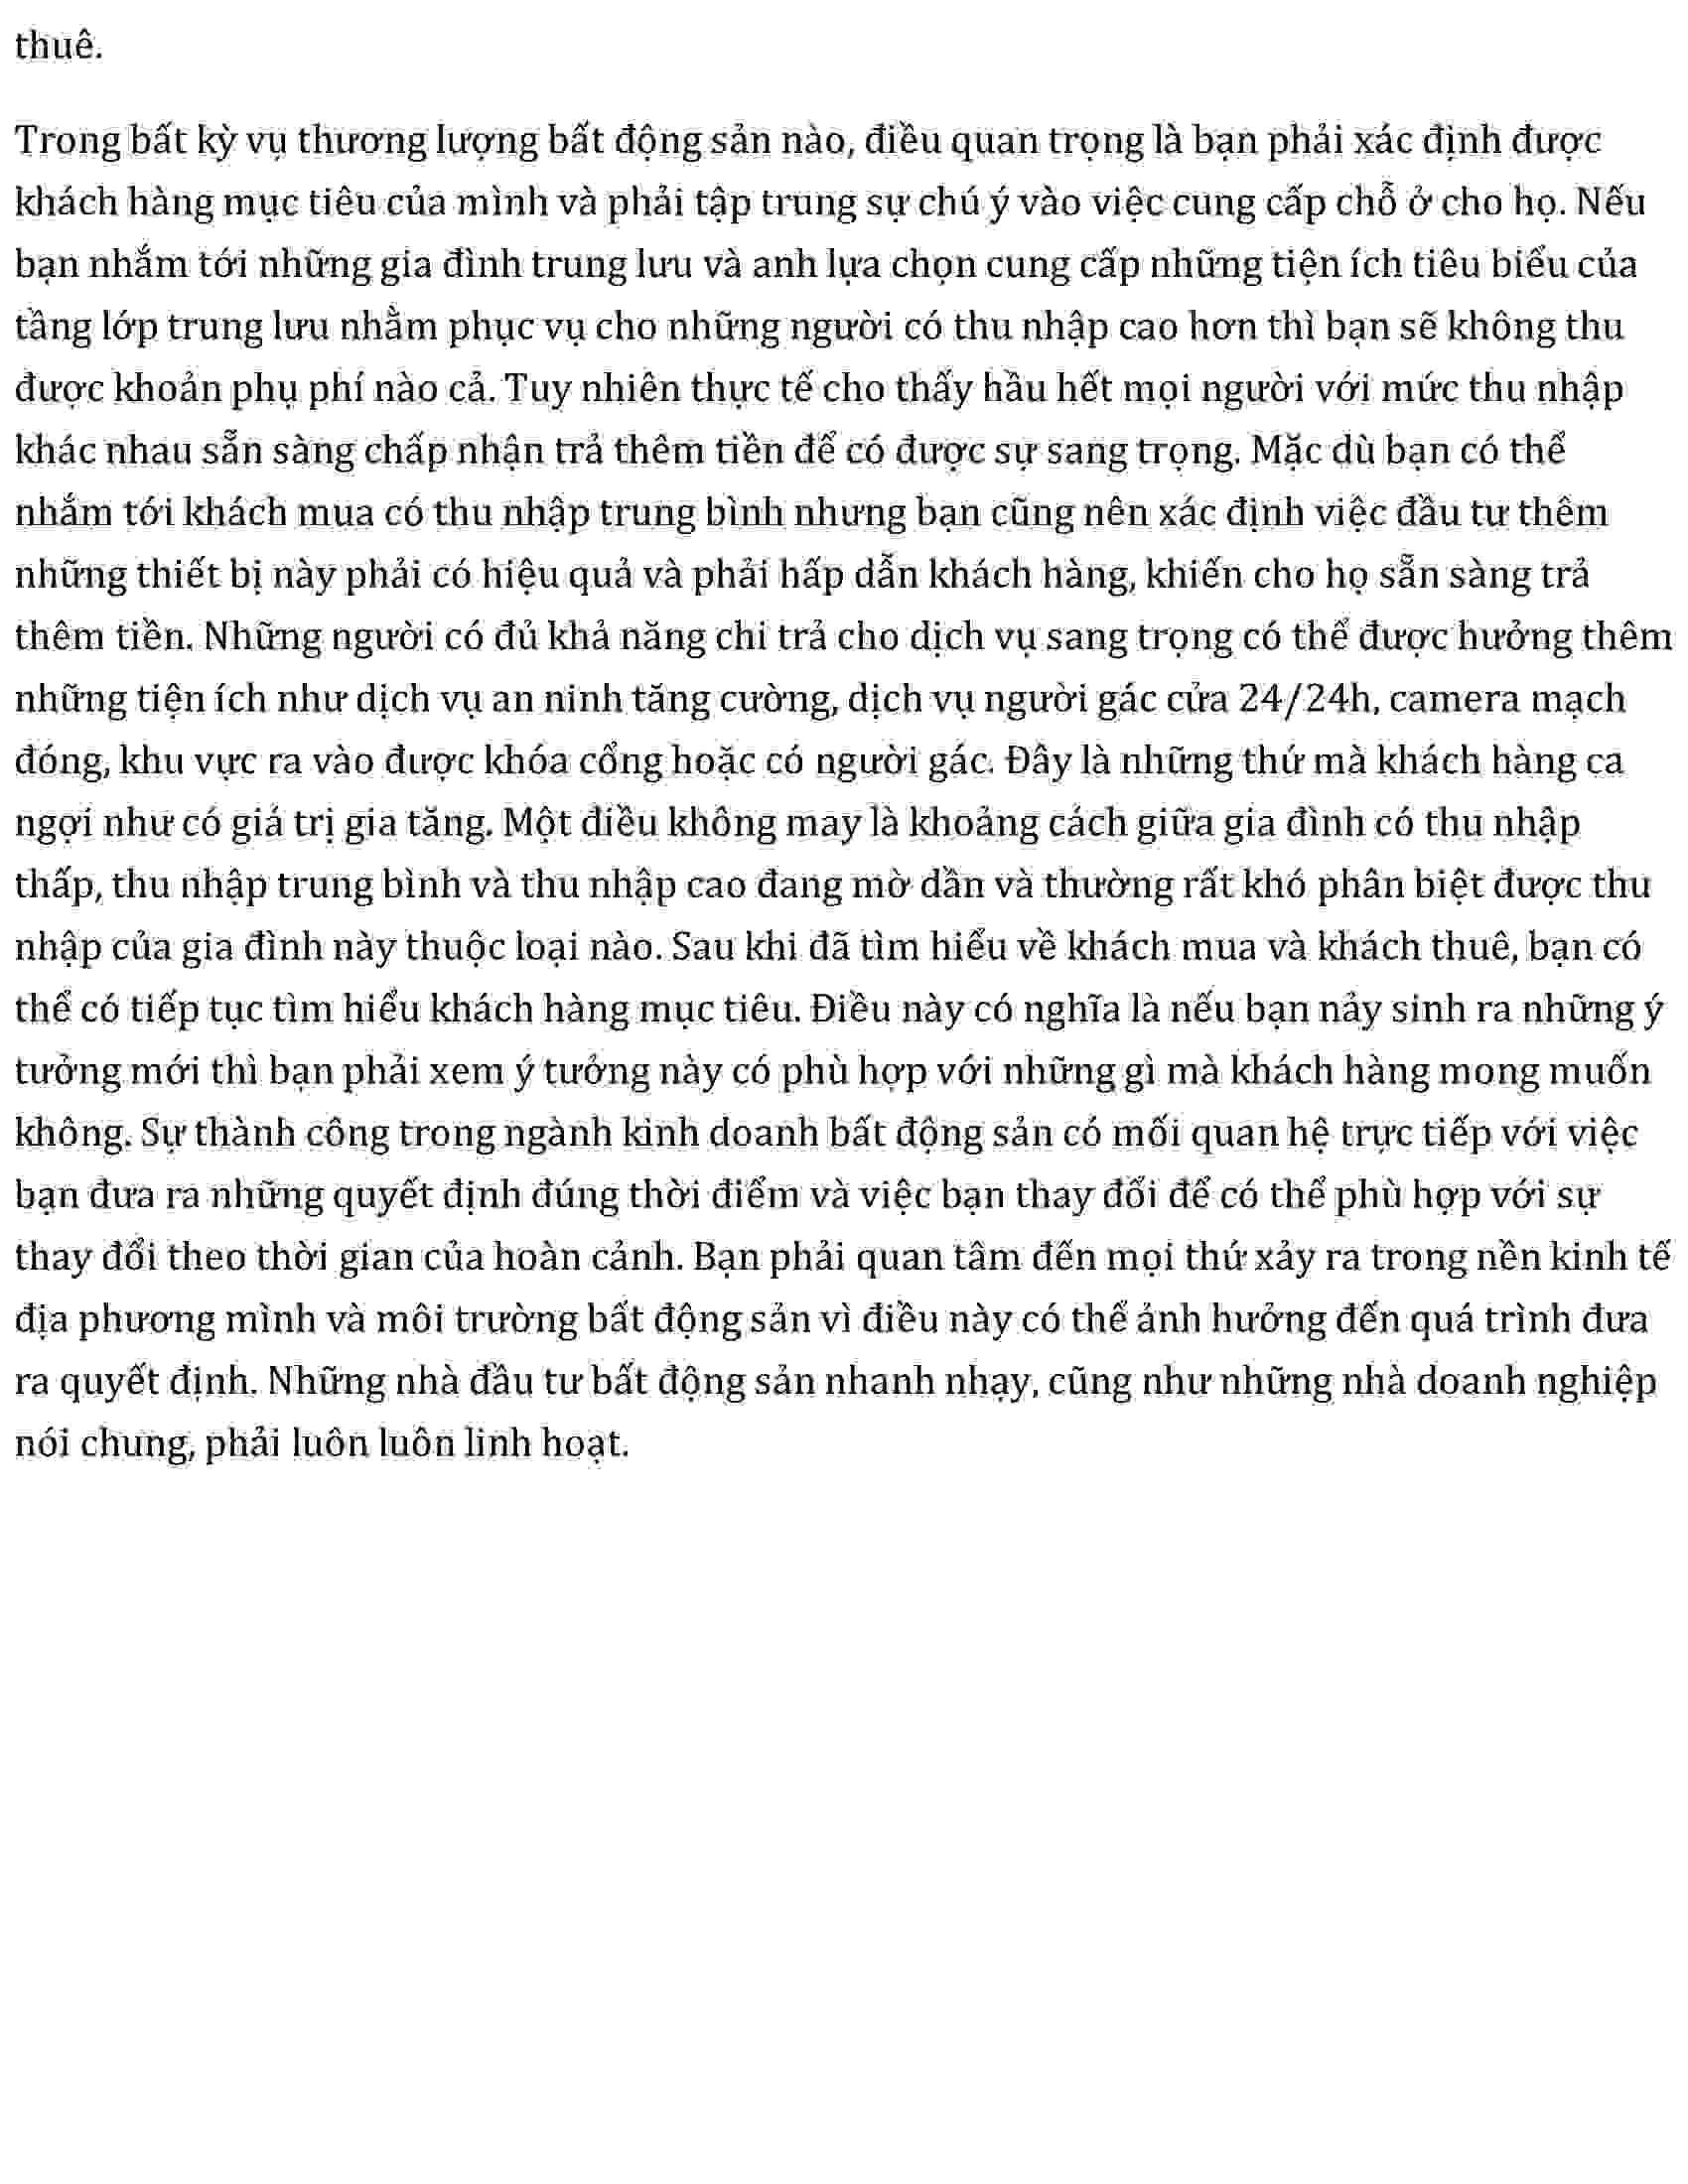 thuê.
Trong bất kỳ vụ thương lượng bất động sản nào, điều quan trọng là bạn phải xác định được
khách hàng mục tiêu của mình và phải tập trung sự chú ý vào việc cung cấp chỗ ở cho họ. Nếu
bạn nhắm tới những gia đình trung lưu và anh lựa chọn cung cấp những tiện ích tiêu biểu của
tầng lớp trung lưu nhằm phục vụ cho những người có thu nhập cao hơn thì bạn sẽ không thu
được khoản phụ phí nào cả. Tuy nhiên thực tế cho thấy hầu hết mọi người với mức thu nhập
khác nhau sẵn sàng chấp nhận trả thêm tiền để có được sự sang trọng. Mặc dù bạn có thể
nhắm tới khách mua có thu nhập trung bình nhưng bạn cũng nên xác định việc đầu tư thêm
những thiết bị này phải có hiệu quả và phải hấp dẫn khách hàng, khiến cho họ sẵn sàng trả
thêm tiền. Những người có đủ khả năng chi trả cho dịch vụ sang trọng có thể được hưởng thêm
những tiện ích như dịch vụ an ninh tăng cường, dịch vụ người gác cửa 24/24h, camera mạch
đóng, khu vực ra vào được khóa cổng hoặc có người gác. Đây là những thứ mà khách hàng ca
ngợi như có giá trị gia tăng. Một điều không may là khoảng cách giữa gia đình có thu nhập
thấp, thu nhập trung bình và thu nhập cao đang mờ dần và thường rất khó phân biệt được thu
nhập của gia đình này thuộc loại nào. Sau khi đã tìm hiểu về khách mua và khách thuê, bạn có
thể có tiếp tục tìm hiểu khách hàng mục tiêu. Điều này có nghĩa là nếu bạn nảy sinh ra những ý
tưởng mới thì bạn phải xem ý tưởng này có phù hợp với những gì mà khách hàng mong muốn
không. Sự thành công trong ngành kinh doanh bất động sản có mối quan hệ trực tiếp với việc
bạn đưa ra những quyết định đúng thời điểm và việc bạn thay đổi để có thể phù hợp với sự
thay đổi theo thời gian của hoàn cảnh. Bạn phải quan tâm đến mọi thứ xảy ra trong nền kinh tế
địa phương mình và môi trường bất động sản vì điều này có thể ảnh hưởng đến quá trình đưa
ra quyết định. Những nhà đầu tư bất động sản nhanh nhạy, cũng như những nhà doanh nghiệp
nói chung, phải luôn luôn linh hoạt.